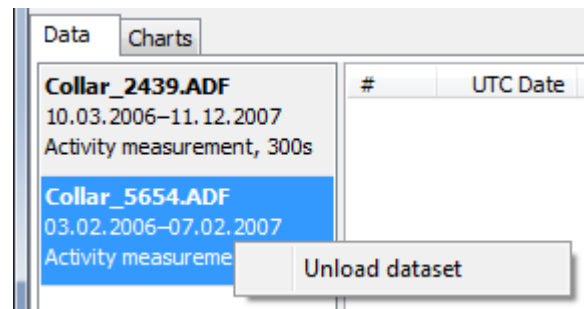 Data Charts
Collar_2439.ADF
10.03.2006–11.12.2007
Activity measurement, 300s
# UTC Date
Collar_5654.ADF
03.02.2006–07.02.2007
Activity measureme
Unload dataset